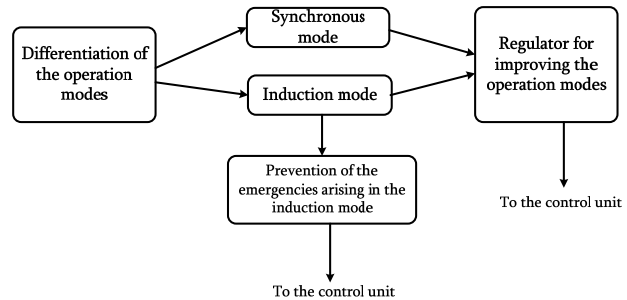 Differentiation of
the operation
modes
Synchronous
mode
Induction mode
Regulator for
improving the
operation modes
Prevention of the
emergencies arising in the
induction mode
To the control unit
To the control unit